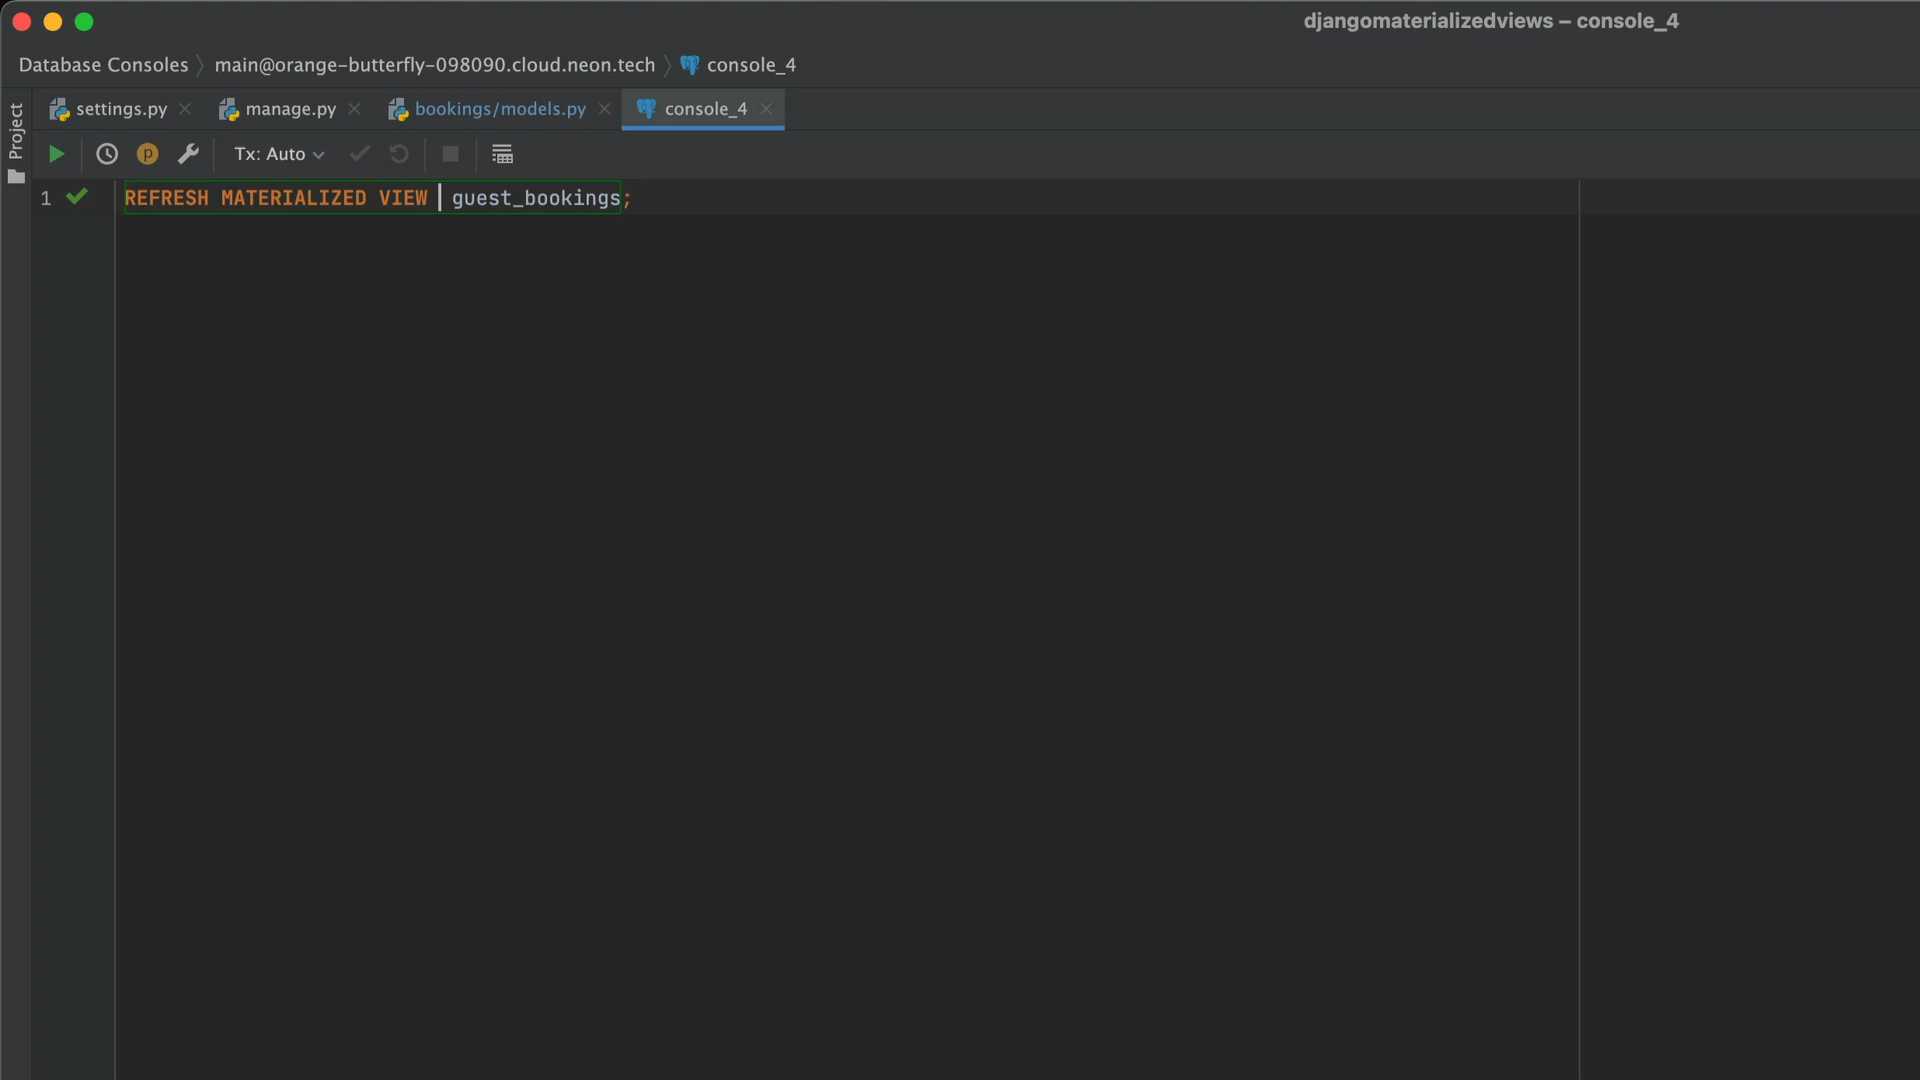 djangomaterializedviews – console_4
Database Consoles main@orange-butterfly-098090.cloud.neon.tech console_4
settings.py manage.py bookings/models.py console_4
Project
p Tx: Auto
1 REFRESH MATERIALIZED VIEW guest_bookings;